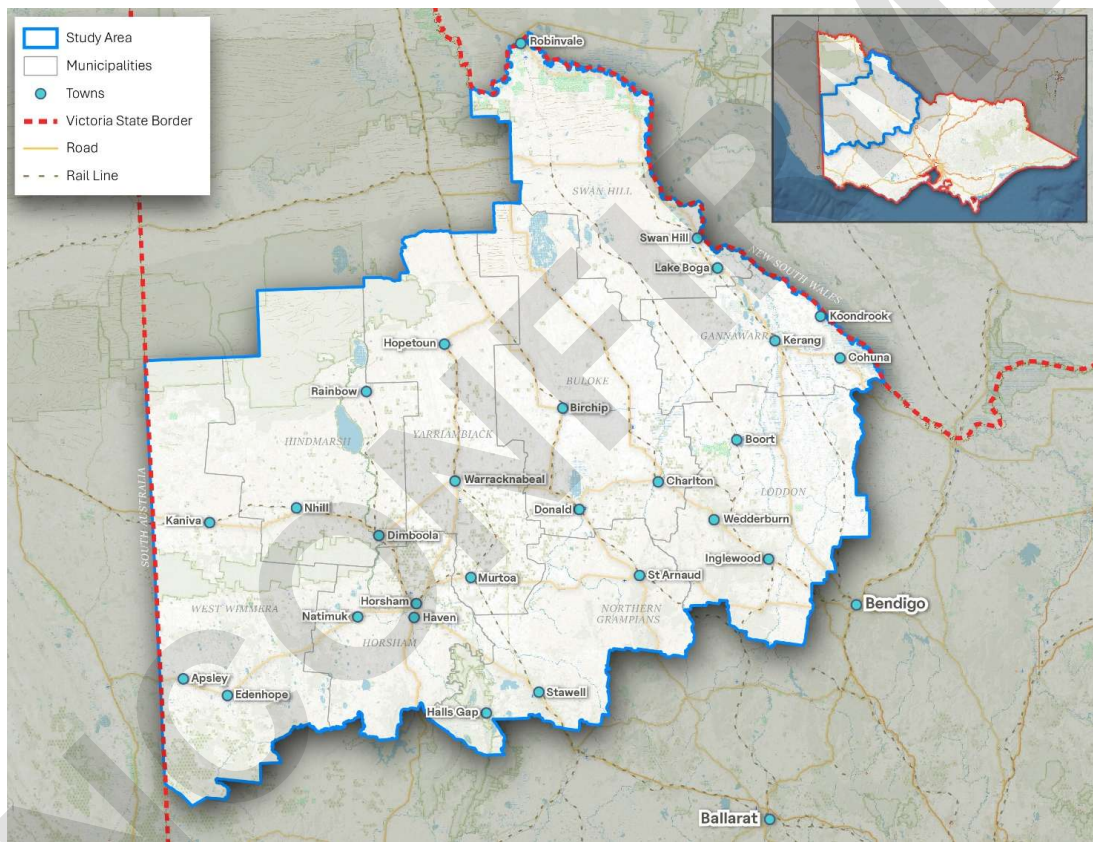 Study Area
Municipalities
Towns
Victoria State Border
Road
Rail Line
Robinvale
SWAN HILL
Swan Hill
Lake Boga
NEW SOUTH WALES
Koondrook
GANNAWARRA
Kerang
Cohuna
Hopetoun
Rainbow
BULOKE
Birchip
HINDMARSH
YARRIAMBIACK
Boort
SOUTH AUSTRALIA
Warracknabeal
Charlton
LODDON
Nhill
Kaniva
Donald
Wedderburn
Dimboola
Inglewood
Murtoa
St Arnaud
WEST WIMMERA
Horsham
Natimuk
Haven
NORTHERN
GRAMPIANS
Bendigo
HORSHAM
Apsley
Edenhope
Stawell
Halls Gap
Ballarat